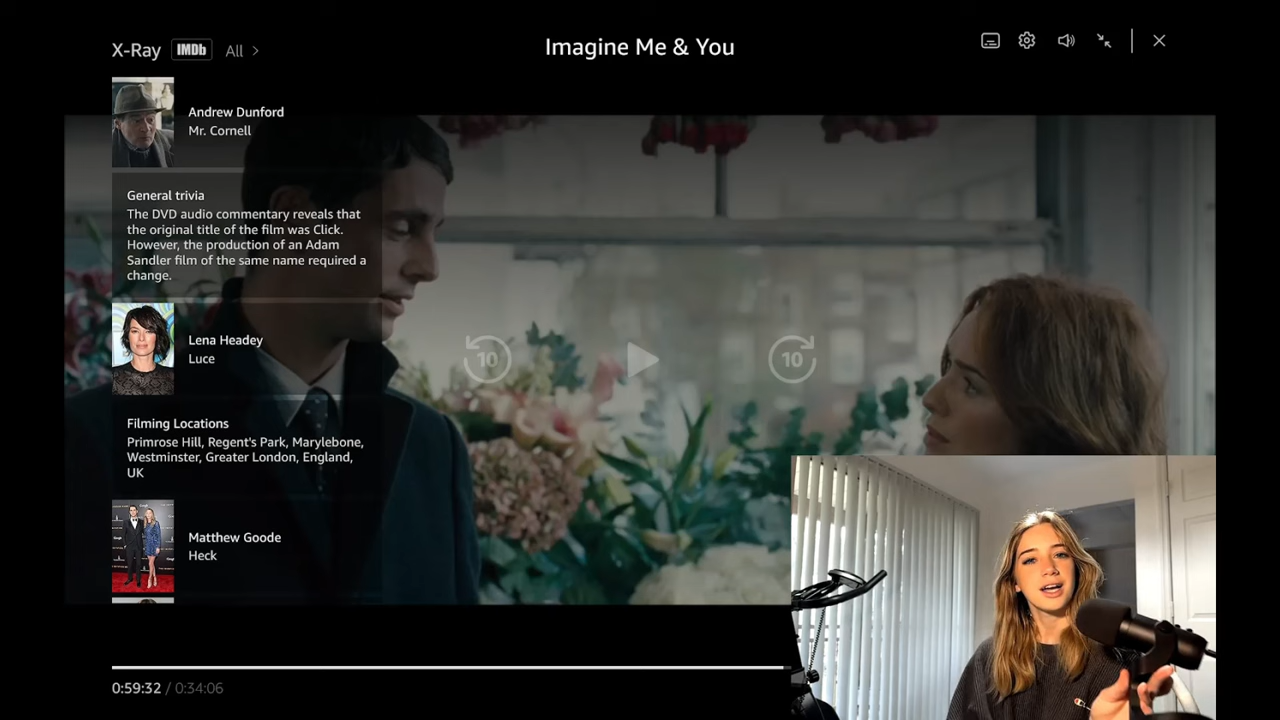 X-Ray IMDb All >
Imagine Me & You
Andrew Dunford
Mr. Cornell
General trivia
The DVD audio commentary reveals that
the original title of the film was Click.
However, the production of an Adam
Sandler film of the same name required a
change.
Lena Headey
Luce
Filming Locations
Primrose Hill, Regent's Park, Marylebone,
Westminster, Greater London, England,
UK
Matthew Goode
Heck
10
10
0:59:32 / 0:34:06